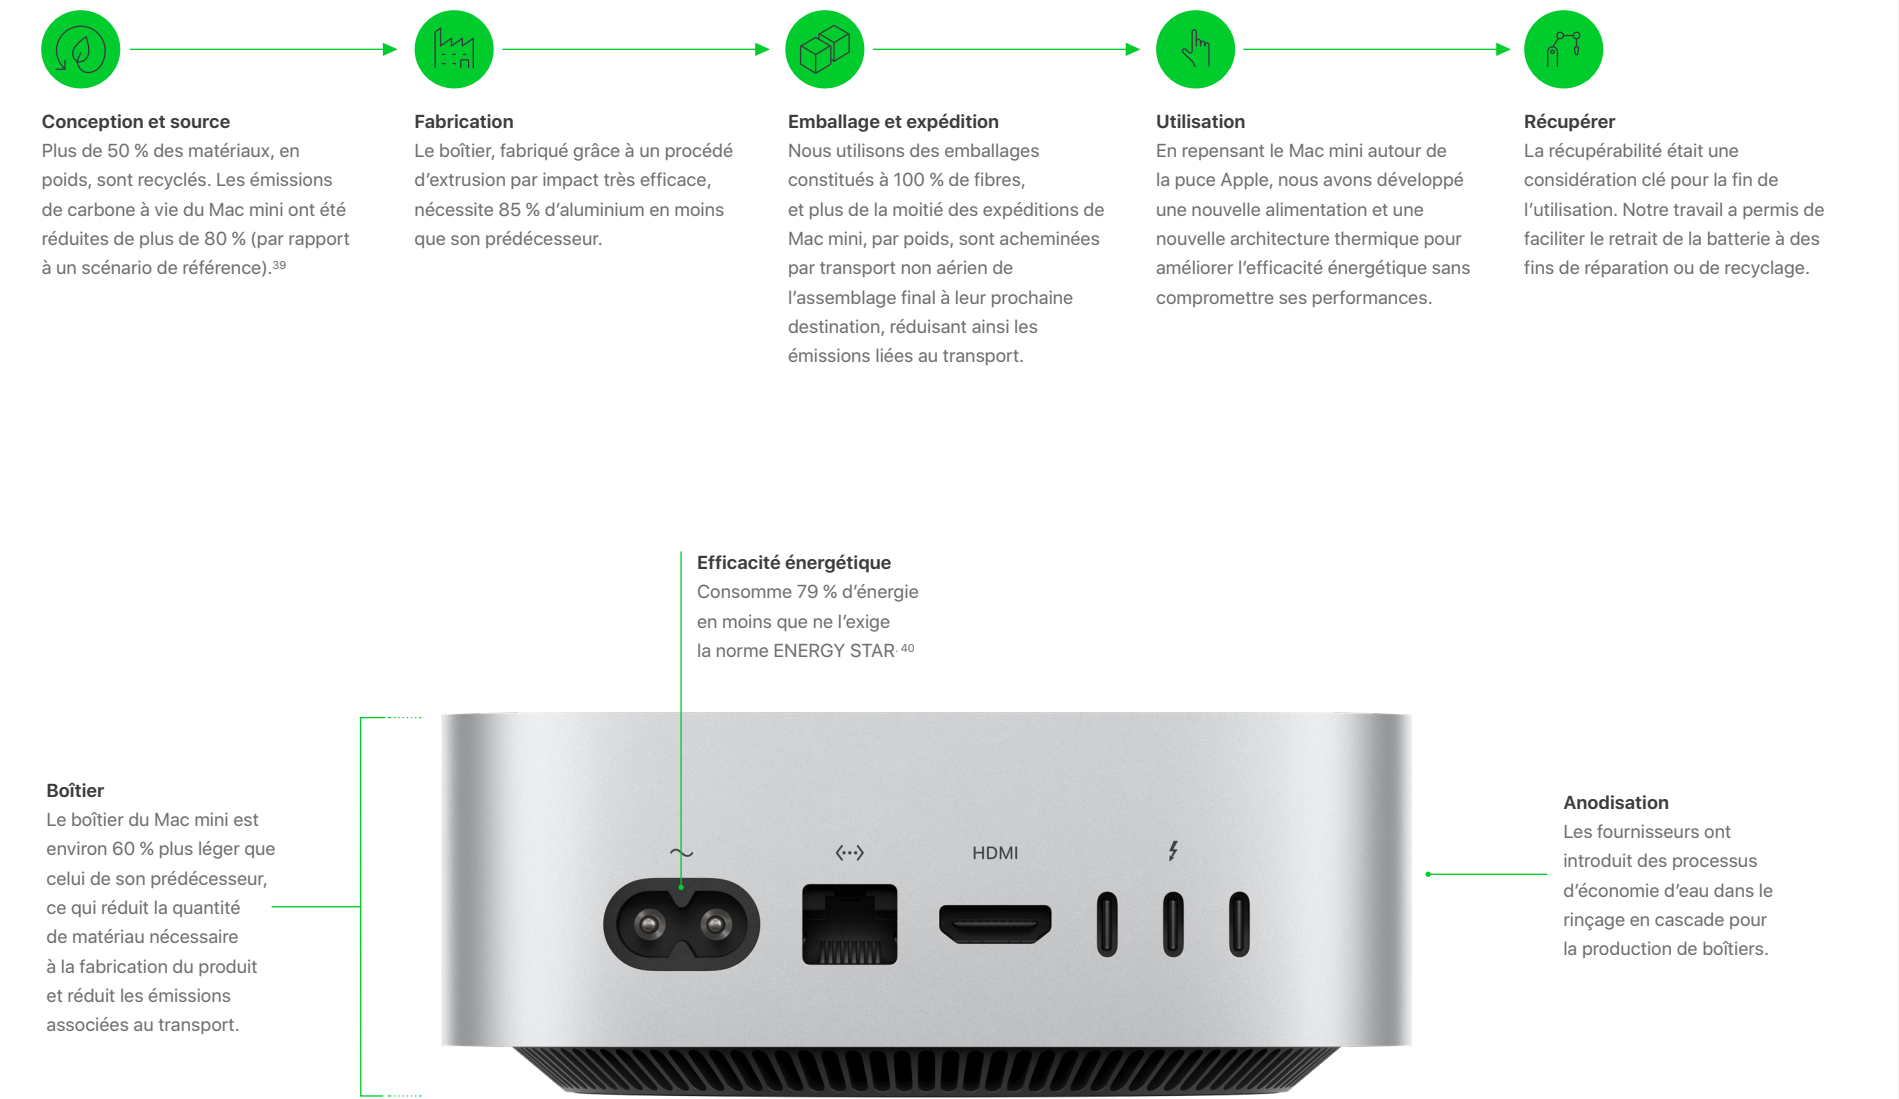 Conception et source
Plus de 50 % des matériaux, en
poids, sont recyclés. Les émissions
de carbone à vie du Mac mini ont été
réduites de plus de 80 % (par rapport
à un scénario de référence).³⁹
Fabrication
Le boîtier, fabriqué grâce à un procédé
d’extrusion par impact très efficace,
nécessite 85 % d’aluminium en moins
que son prédécesseur.
Emballage et expédition
Nous utilisons des emballages
constitués à 100 % de fibres,
et plus de la moitié des expéditions de
Mac mini, par poids, sont acheminées
par transport non aérien de
l’assemblage final à leur prochaine
destination, réduisant ainsi les
émissions liées au transport.
Utilisation
En repensant le Mac mini autour de
la puce Apple, nous avons développé
une nouvelle alimentation et une
nouvelle architecture thermique pour
améliorer l’efficacité énergétique sans
compromettre ses performances.
Récupérer
La récupérabilité était une
considération clé pour la fin de
l’utilisation. Notre travail a permis de
faciliter le retrait de la batterie à des
fins de réparation ou de recyclage.
Efficacité énergétique
Consomme 79 % d’énergie
en moins que ne l’exige
la norme ENERGY STAR.⁴⁰
Boîtier
Le boîtier du Mac mini est
environ 60 % plus léger que
celui de son prédécesseur,
ce qui réduit la quantité
de matériau nécessaire
à la fabrication du produit
et réduit les émissions
associées au transport.
HDMI
Anodisation
Les fournisseurs ont
introduit des processus
d’économie d’eau dans le
rinçage en cascade pour
la production de boîtiers.